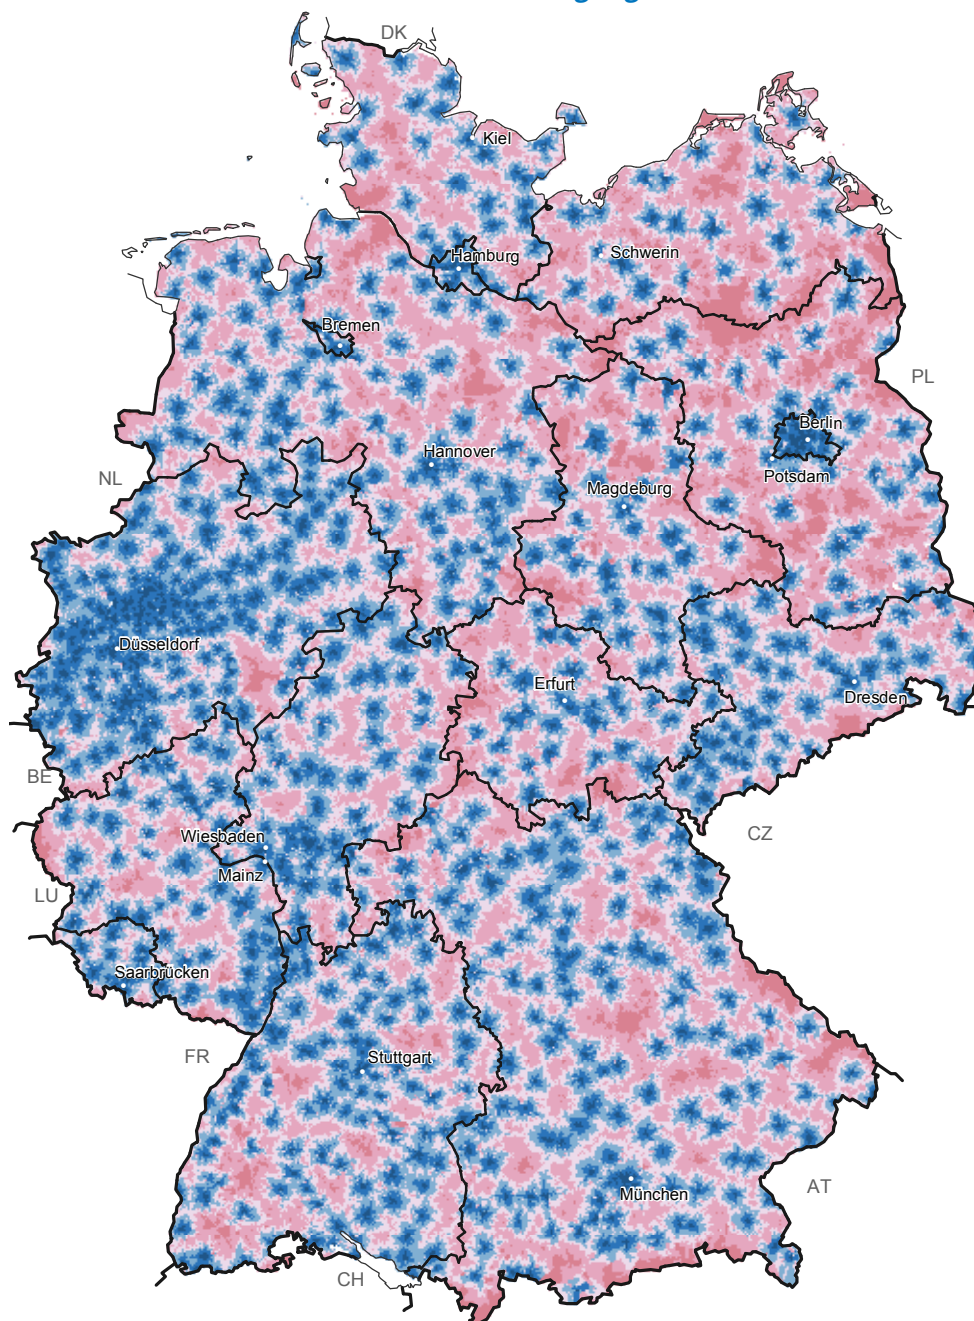 DK
Kiel
Hamburg
Schwerin
Bremen
PL
Berlin
Hannover
NL
Potsdam
Magdeburg
Düsseldorf
Erfurt
Dresden
BE
Wiesbaden
CZ
Mainz
LU
Saarbrücken
FR
Stuttgart
München
AT
CH